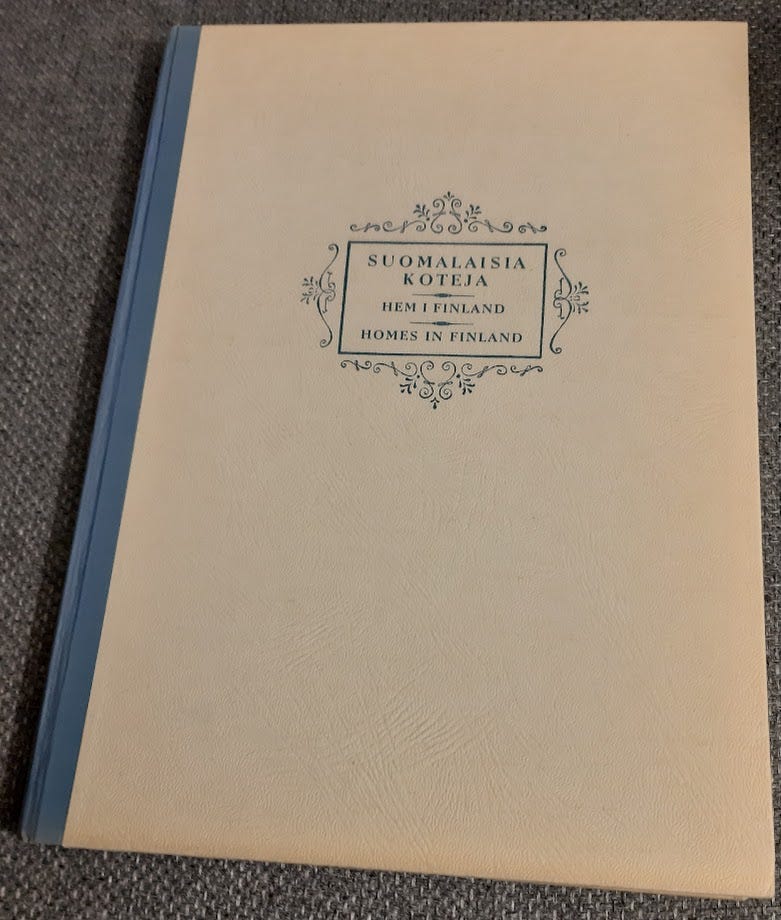 SUOMALAISIA
KOTEJA
HEM I FINLAND
HOMES IN FINLAND